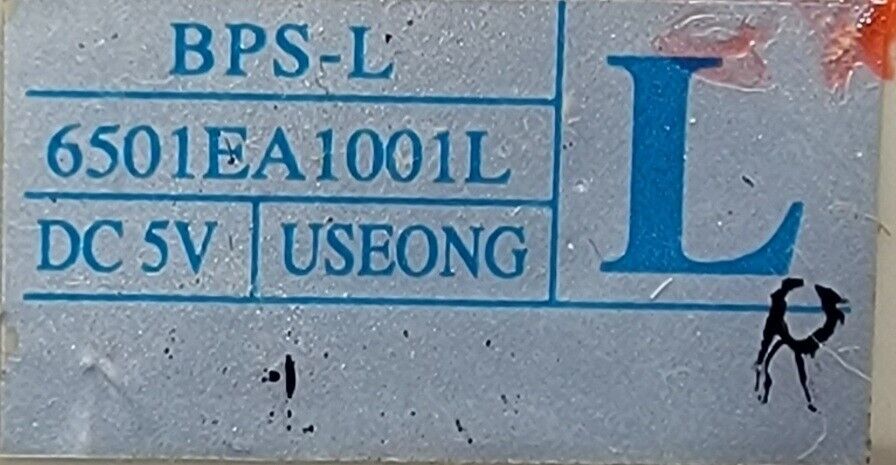 BPS-L
6501EA1001L
DC 5V
USEONG
L
R